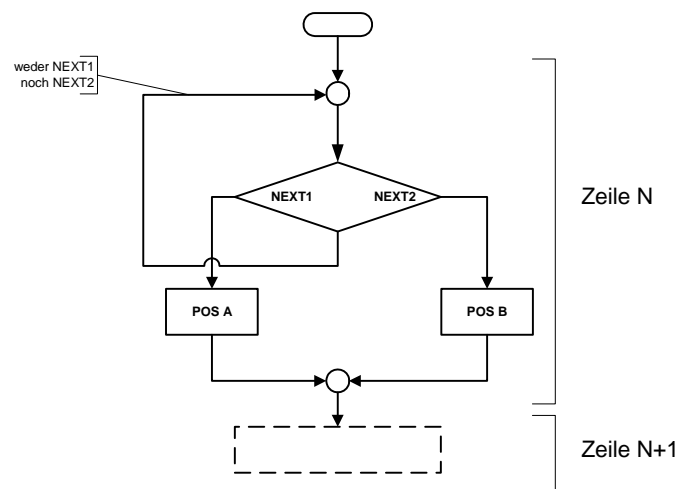 weder NEXT1
noch NEXT2
NEXT1 NEXT2
Zeile N
POS A POS B
Zeile N+1